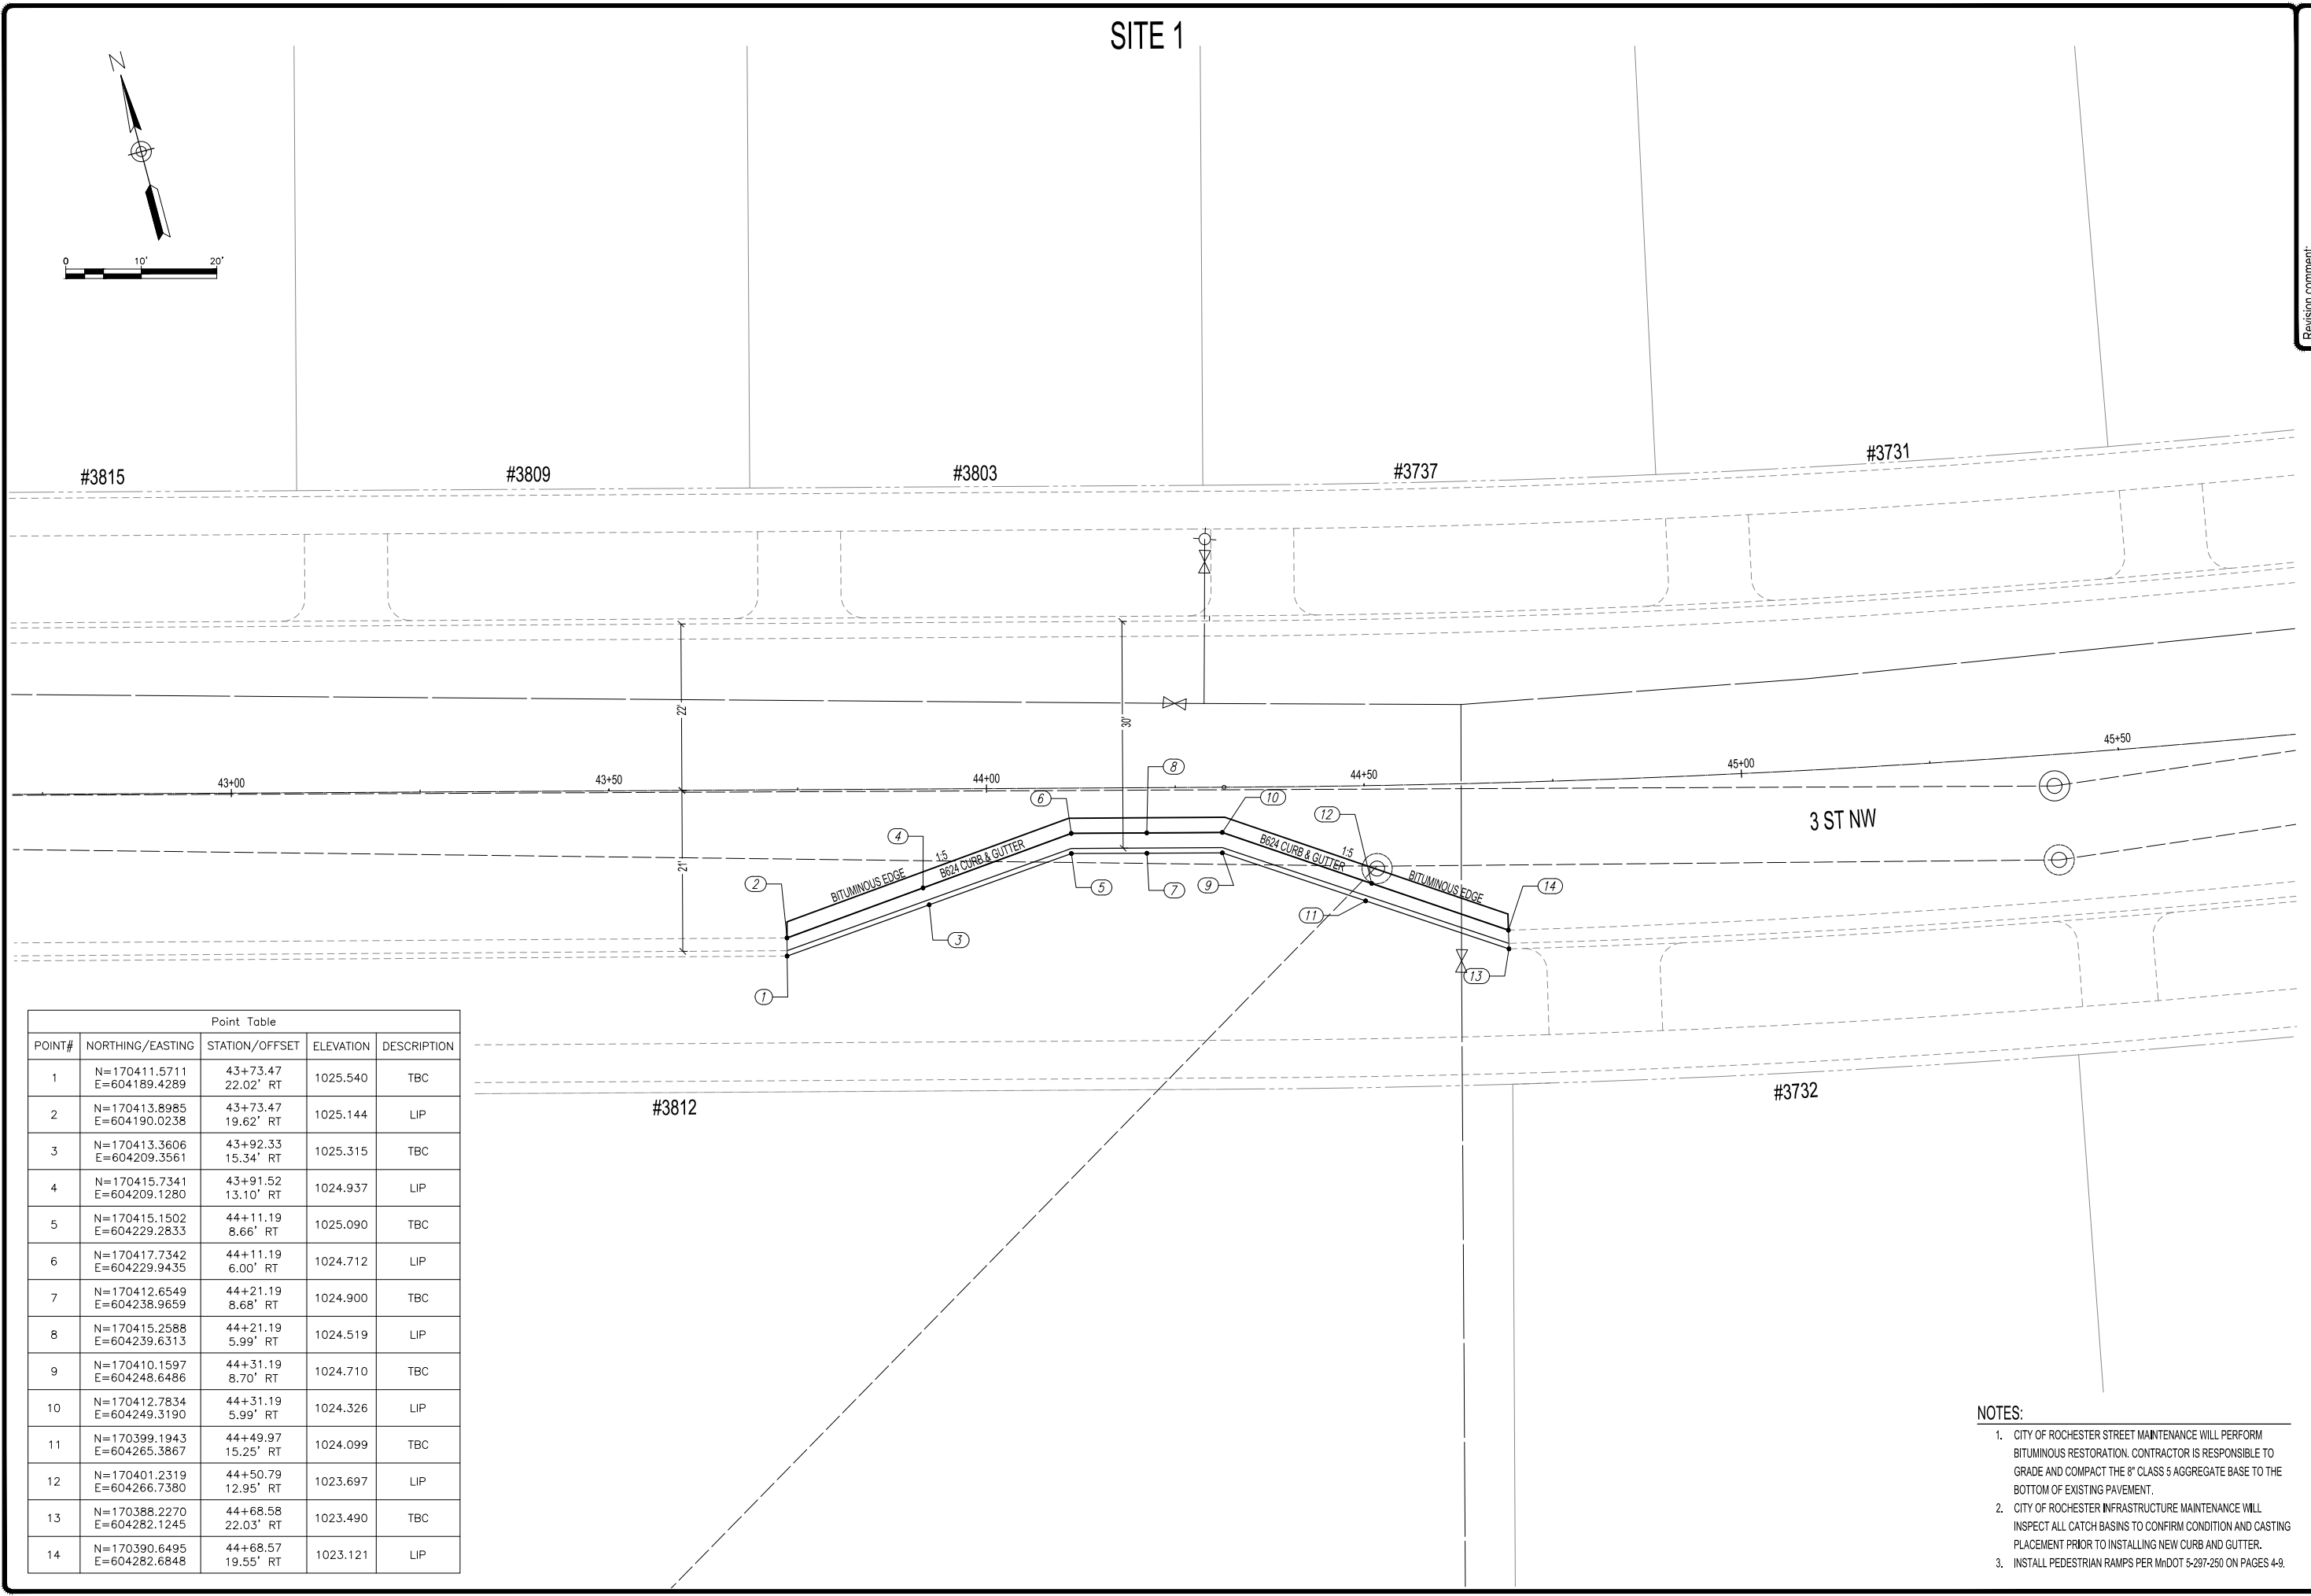 SITE 1
Revision comment:
N
0 10' 20'
#3815
#3809
#3803
#3737
#3731
22'
30'
43+00
43+50
44+00
44+50
45+00
45+50
3 ST NW
21'
1:5
BITUMINOUS EDGE
B624 CURB & GUTTER
1:5
B624 CURB & GUTTER
BITUMINOUS EDGE
1
2
3
4
5
6
7
8
9
10
11
12
13
14
#3812
#3732
Point Table
POINT# NORTHING/EASTING STATION/OFFSET ELEVATION DESCRIPTION
1 N=170411.5711 43+73.47 1025.540 TBC
E=604189.4289 22.02' RT
2 N=170413.8985 43+73.47 1025.144 LIP
E=604190.0238 19.62' RT
3 N=170413.3606 43+92.33 1025.315 TBC
E=604209.3561 15.34' RT
4 N=170415.7341 43+91.52 1024.937 LIP
E=604209.1280 13.10' RT
5 N=170415.1502 44+11.19 1025.090 TBC
E=604229.2833 8.66' RT
6 N=170417.7342 44+11.19 1024.712 LIP
E=604229.9435 6.00' RT
7 N=170412.6549 44+21.19 1024.900 TBC
E=604238.9659 8.68' RT
8 N=170415.2588 44+21.19 1024.519 LIP
E=604239.6313 5.99' RT
9 N=170410.1597 44+31.19 1024.710 TBC
E=604248.6486 8.70' RT
10 N=170412.7834 44+31.19 1024.326 LIP
E=604249.3190 5.99' RT
11 N=170399.1943 44+49.97 1024.099 TBC
E=604265.3867 15.25' RT
12 N=170401.2319 44+50.79 1023.697 LIP
E=604266.7380 12.95' RT
13 N=170388.2270 44+68.58 1023.490 TBC
E=604282.1245 22.03' RT
14 N=170390.6495 44+68.57 1023.121 LIP
E=604282.6848 19.55' RT
NOTES:
1. CITY OF ROCHESTER STREET MAINTENANCE WILL PERFORM
BITUMINOUS RESTORATION. CONTRACTOR IS RESPONSIBLE TO
GRADE AND COMPACT THE 8" CLASS 5 AGGREGATE BASE TO THE
BOTTOM OF EXISTING PAVEMENT.
2. CITY OF ROCHESTER INFRASTRUCTURE MAINTENANCE WILL
INSPECT ALL CATCH BASINS TO CONFIRM CONDITION AND CASTING
PLACEMENT PRIOR TO INSTALLING NEW CURB AND GUTTER.
3. INSTALL PEDESTRIAN RAMPS PER MnDOT 5-297-250 ON PAGES 4-9.